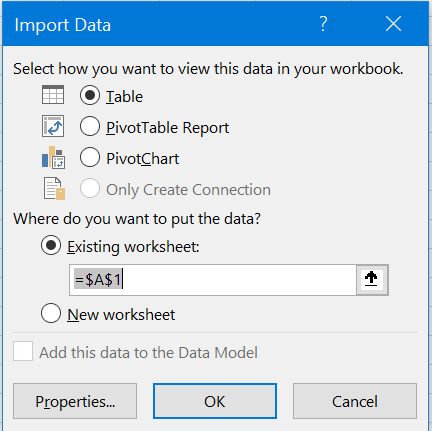 Import Data
?
Select how you want to view this data in your workbook.
Table
PivotTable Report
PivotChart
Only Create Connection
Where do you want to put the data?
Existing worksheet:
=$A$1
New worksheet
Add this data to the Data Model
Properties... OK Cancel